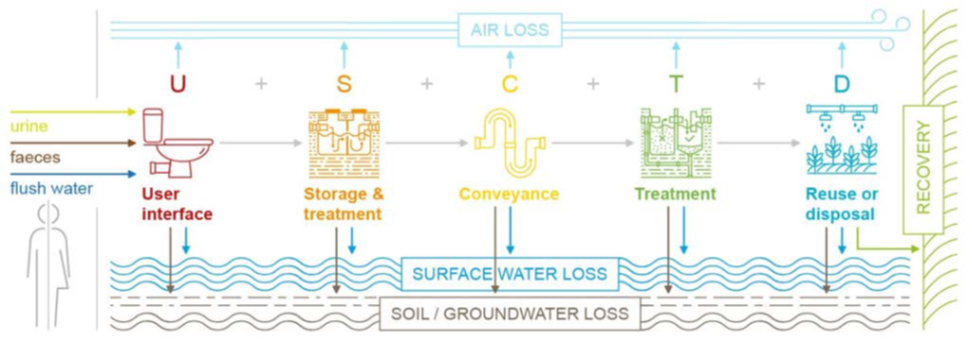 AIR LOSS
U + S + C + T + D
urine
faeces
flush water
User
interface
Storage &
treatment
Conveyance
Treatment
Reuse or
disposal
RECOVERY
SURFACE WATER LOSS
SOIL / GROUNDWATER LOSS